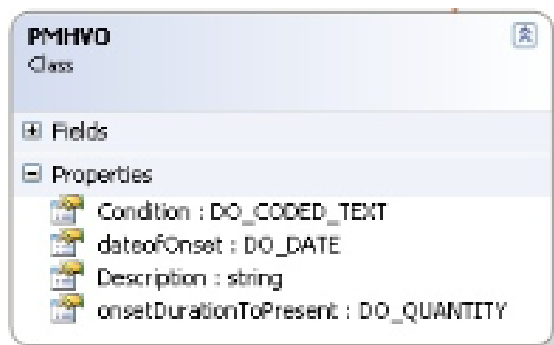 PMHVO
Class
Fields
Properties
Condition : DO_CODED_TEXT
dateofOnset : DO_DATE
Description : string
onsetDurationToPresent : DO_QUANTITY